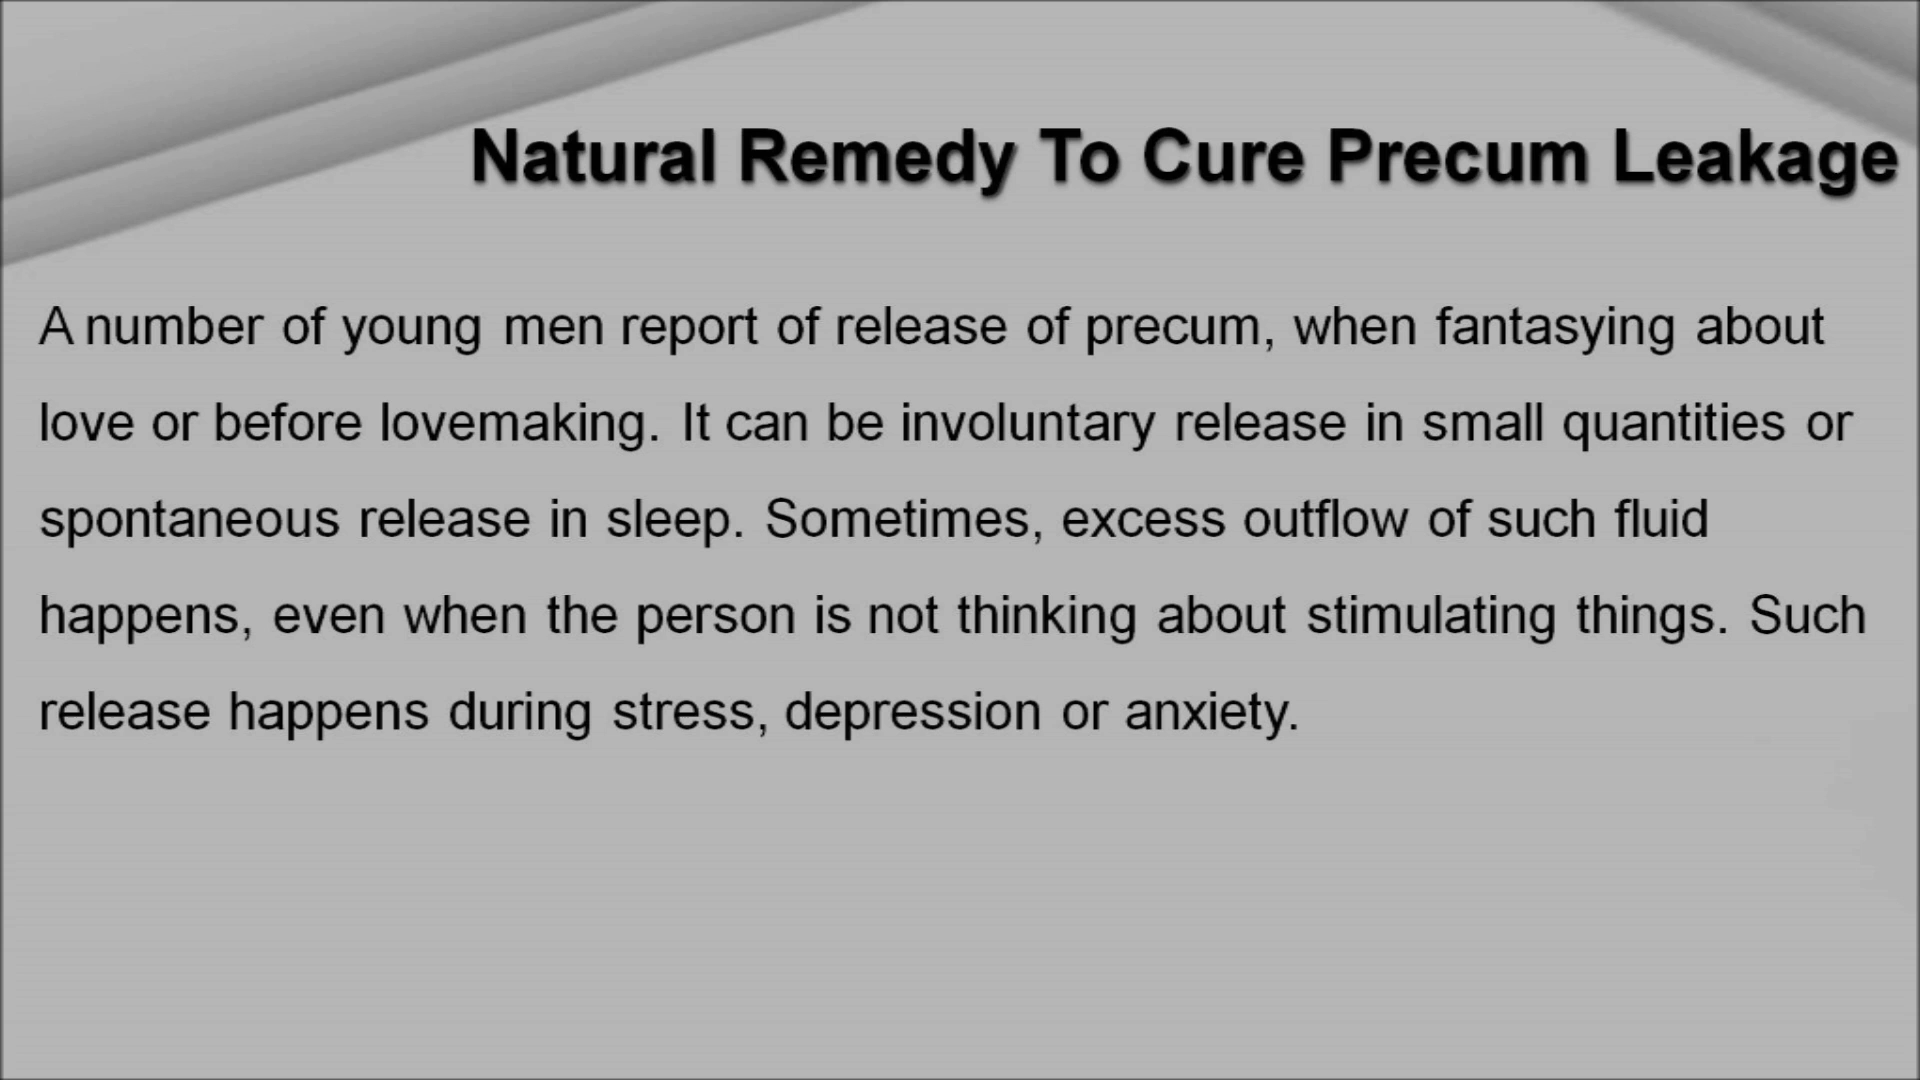 Natural Remedy To Cure Precum Leakage
A number of young men report of release of precum, when fantasying about
love or before lovemaking. It can be involuntary release in small quantities or
spontaneous release in sleep. Sometimes, excess outflow of such fluid
happens, even when the person is not thinking about stimulating things. Such
release happens during stress, depression or anxiety.